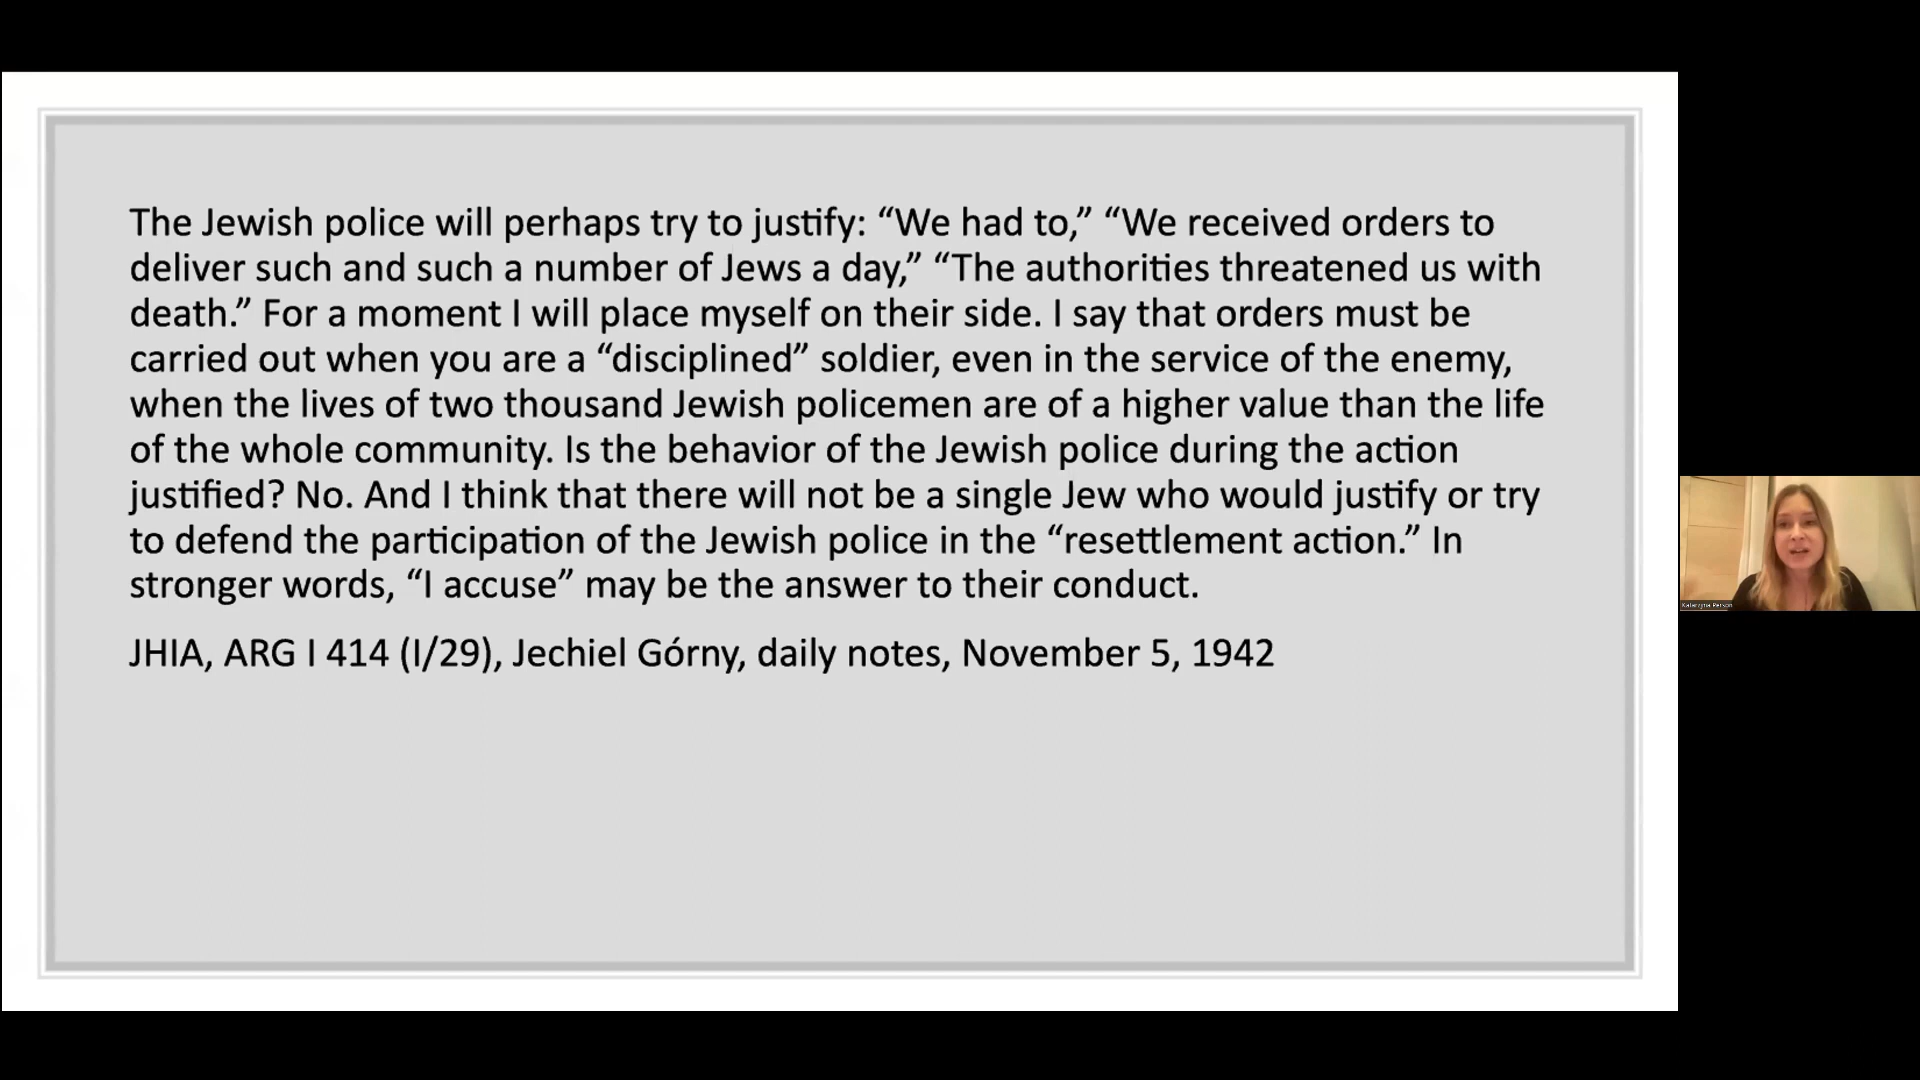 The Jewish police will perhaps try to justify: “We had to,” “We received orders to
deliver such and such a number of Jews a day,” “The authorities threatened us with
death.” For a moment I will place myself on their side. I say that orders must be
carried out when you are a “disciplined” soldier, even in the service of the enemy,
when the lives of two thousand Jewish policemen are of a higher value than the life
of the whole community. Is the behavior of the Jewish police during the action
justified? No. And I think that there will not be a single Jew who would justify or try
to defend the participation of the Jewish police in the “resettlement action.” In
stronger words, “I accuse” may be the answer to their conduct.
JHIA, ARG I 414 (I/29), Jechiel Górny, daily notes, November 5, 1942
Katarzyna Person